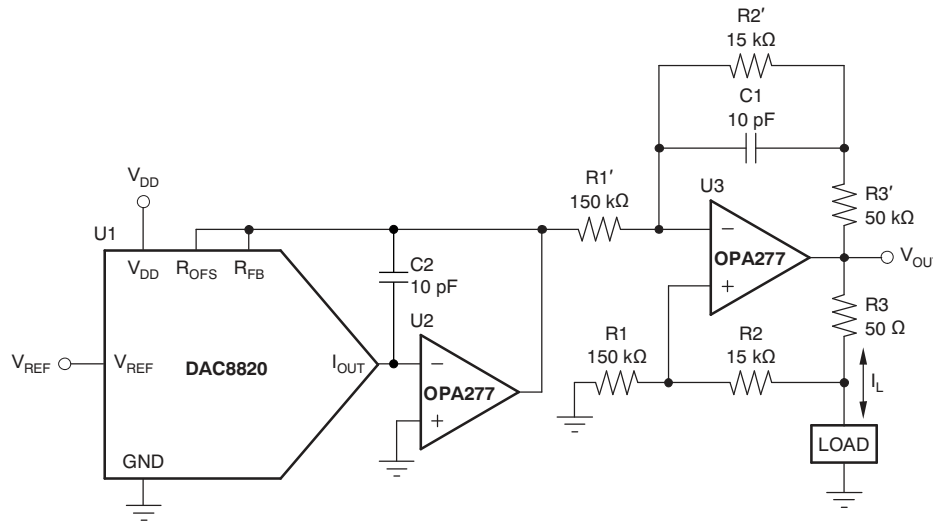 R2′
15 kΩ
C1
10 pF
V_DD
U1
R1′
150 kΩ
U3
R3′
50 kΩ
V_DD
R_OFS
R_FB
C2
10 pF
−
OPA277
+
V_OU
U2
R3
50 Ω
V_REF
V_REF
DAC8820
I_OUT
−
OPA277
+
R1
150 kΩ
R2
15 kΩ
I_L
LOAD
GND